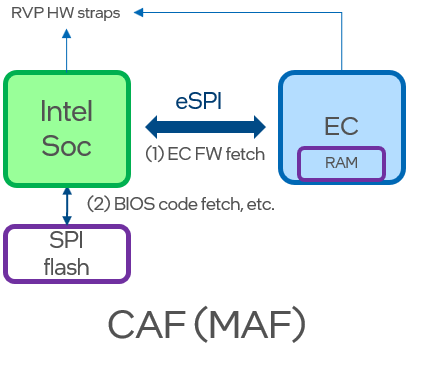 RVP HW straps
Intel
Soc
eSPI
(1) EC FW fetch
EC
RAM
(2) BIOS code fetch, etc.
SPI
flash
CAF (MAF)